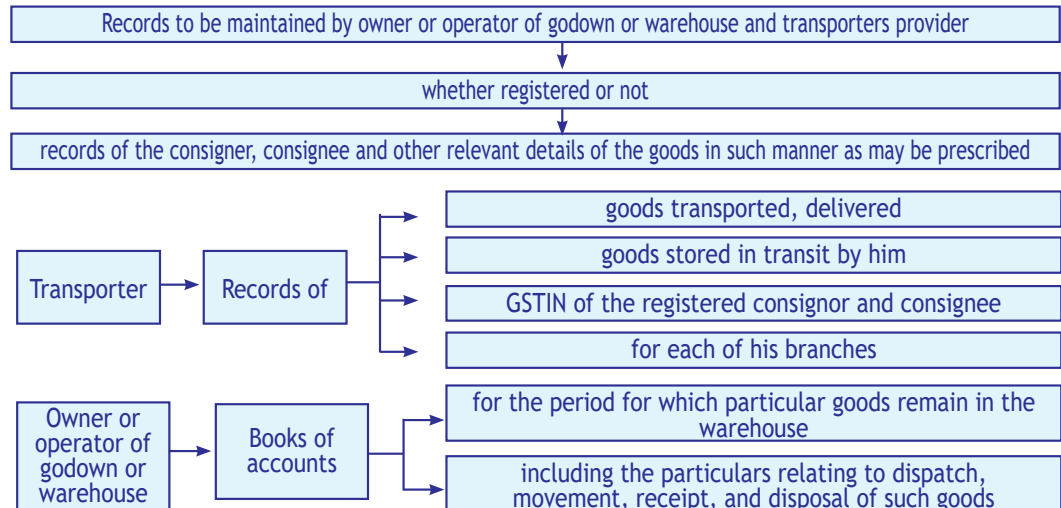 Records to be maintained by owner or operator of godown or warehouse and transporters provider
whether registered or not
records of the consigner, consignee and other relevant details of the goods in such manner as may be prescribed
Transporter
Records of
goods transported, delivered
goods stored in transit by him
GSTIN of the registered consignor and consignee
for each of his branches
Owner or
operator of
godown or
warehouse
Books of
accounts
for the period for which particular goods remain in the
warehouse
including the particulars relating to dispatch,
movement, receipt, and disposal of such goods